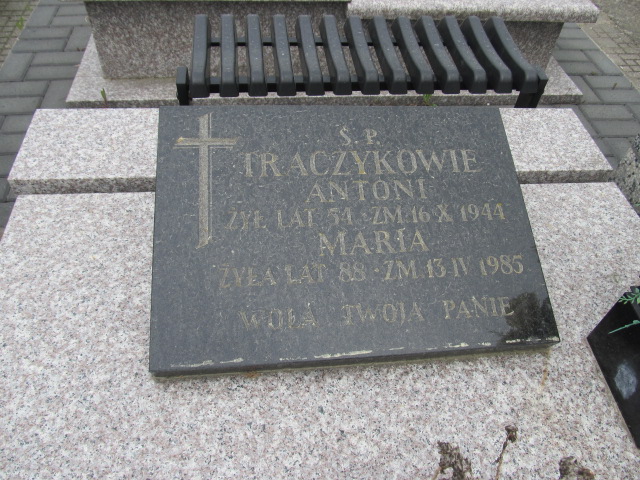 Ś.P.
TRACZYKOWIE
ANTONI
ŻYŁ LAT 51 · ZM. 16 X 1944
MARIA
ŻYŁA LAT 88 · ZM 13 IV 1985
WOLA TWOJA PANIE